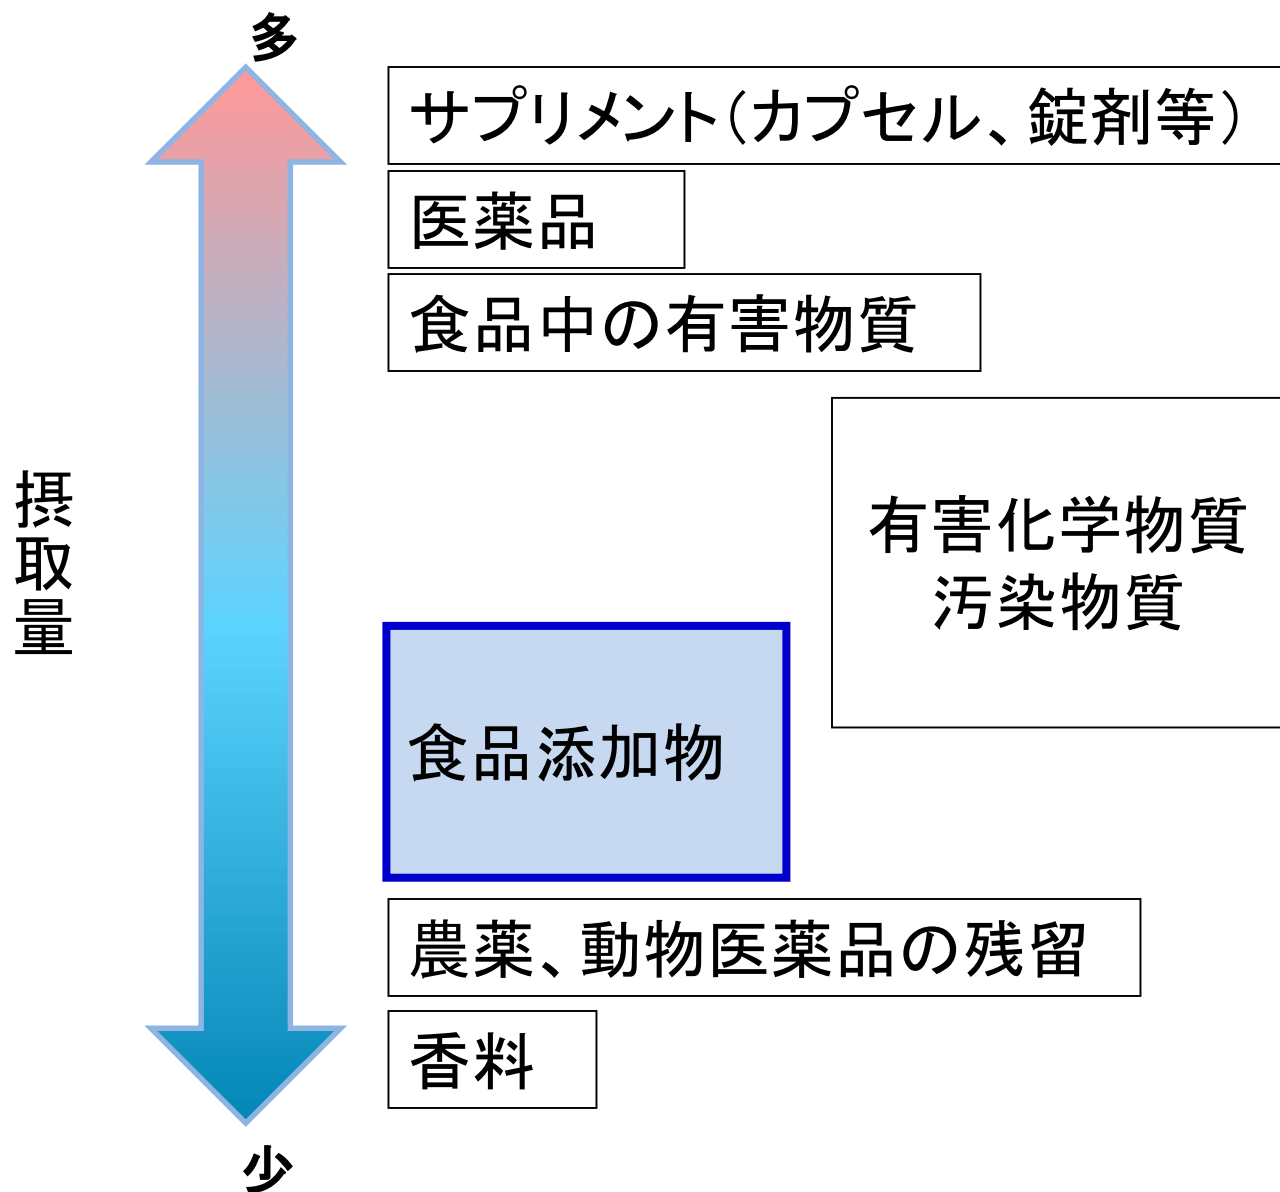 多
サプリメント（カプセル、錠剤等）
医薬品
食品中の有害物質
摂取量
有害化学物質
汚染物質
食品添加物
農薬、動物医薬品の残留
香料
少